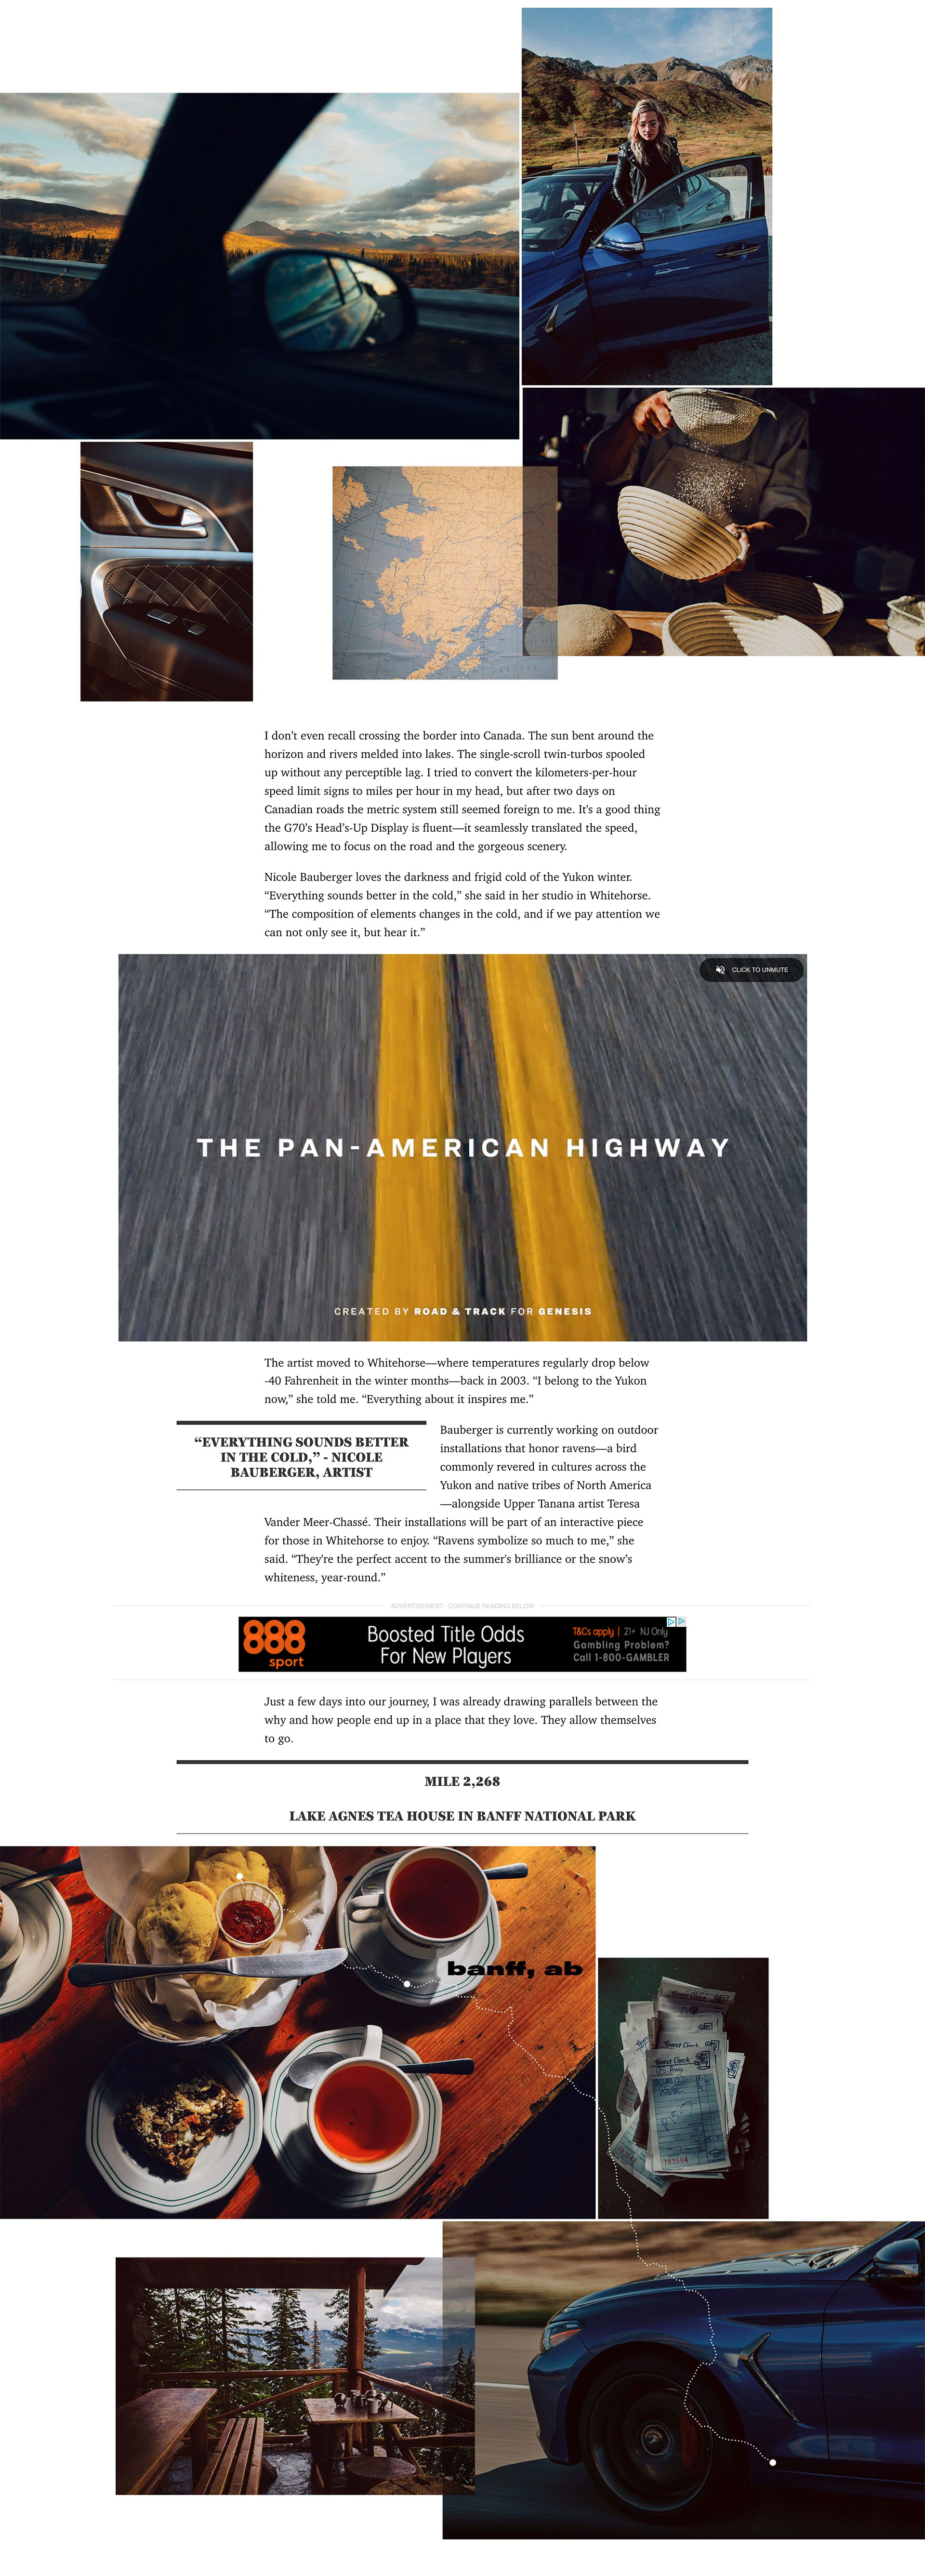 I don’t even recall crossing the border into Canada. The sun bent around the
horizon and rivers melded into lakes. The single-scroll twin-turbos spooled
up without any perceptible lag. I tried to convert the kilometers-per-hour
speed limit signs to miles per hour in my head, but after two days on
Canadian roads the metric system still seemed foreign to me. It's a good thing
the G70’s Head’s-Up Display is fluent—it seamlessly translated the speed,
allowing me to focus on the road and the gorgeous scenery.
Nicole Bauberger loves the darkness and frigid cold of the Yukon winter.
“Everything sounds better in the cold,” she said in her studio in Whitehorse.
“The composition of elements changes in the cold, and if we pay attention we
can not only see it, but hear it.”
CLICK TO UNMUTE
THE PAN-AMERICAN HIGHWAY
CREATED BY ROAD & TRACK FOR GENESIS
The artist moved to Whitehorse—where temperatures regularly drop below
-40 Fahrenheit in the winter months—back in 2003. “I belong to the Yukon
now,” she told me. “Everything about it inspires me.”
“EVERYTHING SOUNDS BETTER
IN THE COLD,” - NICOLE
BAUBERGER, ARTIST
Bauberger is currently working on outdoor
installations that honor ravens—a bird
commonly revered in cultures across the
Yukon and native tribes of North America
—alongside Upper Tanana artist Teresa
Vander Meer-Chassé. Their installations will be part of an interactive piece
for those in Whitehorse to enjoy. “Ravens symbolize so much to me,” she
said. “They're the perfect accent to the summer's brilliance or the snow’s
whiteness, year-round.”
ADVERTISEMENT - CONTINUE READING BELOW
888
sport
Boosted Title Odds
For New Players
T&Cs apply | 21+ NJ Only
Gambling Problem?
Call 1-800-GAMBLER
Just a few days into our journey, I was already drawing parallels between the
why and how people end up in a place that they love. They allow themselves
to go.
MILE 2,268
LAKE AGNES TEA HOUSE IN BANFF NATIONAL PARK
banff, ab
Guest Check
783594